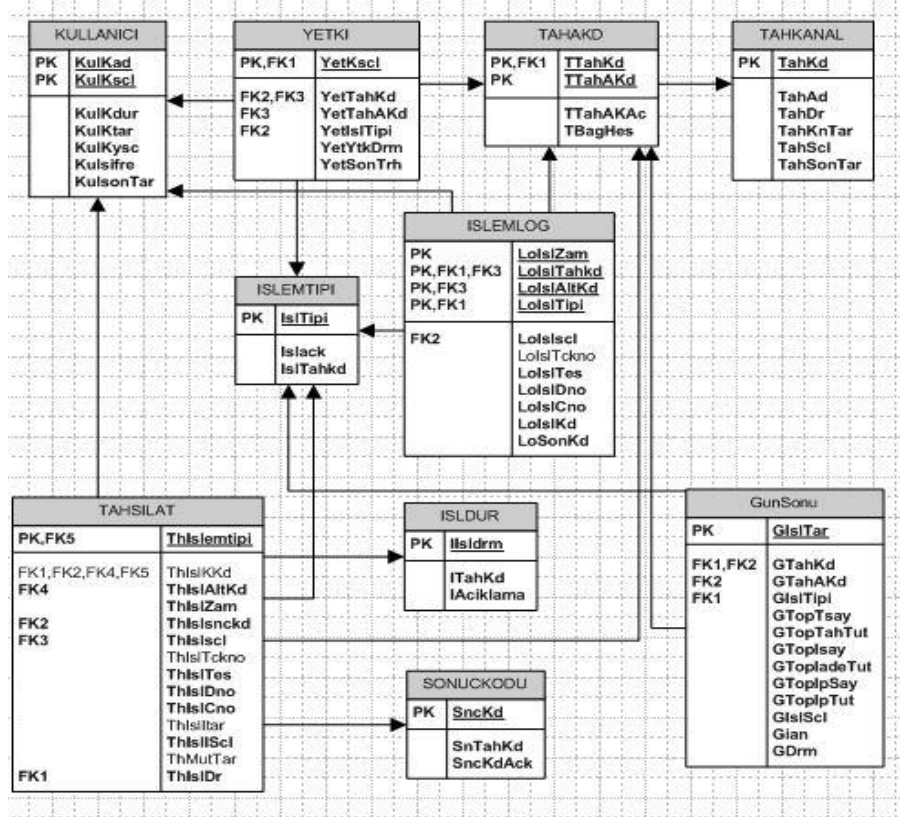 KULLANICI
PK KulKad
PK KulKscl
KulKdur
KulKtar
KulKysc
Kulsifre
KulsonTar
YETKI
PK,FK1 YetKscl
FK2,FK3 YetTahKd
FK3 YetTahAKd
FK2 YetIslTipi
YetYtkDrm
YetSonTrh
TAHAKD
PK,FK1 TTahKd
PK TTahAKd
TTahAKAc
TBagHes
TAHKANAL
PK TahKd
TahAd
TahDr
TahKnTar
TahScl
TahSonTar
ISLEMLOG
PK LoIslZam
PK,FK1,FK3 LoIslTahkd
PK,FK3 LoIslAltKd
PK,FK1 LoIslTipi
FK2 LoIslscl
LoIslTckno
LoIslTes
LoIslDno
LoIslCno
LoIslKd
LoSonKd
ISLEMTIPI
PK IslTipi
Islack
IslTahkd
TAHSILAT
PK,FK5 ThIslemtipi
FK1,FK2,FK4,FK5 ThIslKKd
FK4 ThIslAltKd
ThIslZam
FK2 ThIslsnckd
FK3 ThIslscl
ThIslTckno
ThIslTes
ThIslDno
ThIslCno
ThIslItar
ThIslIScl
ThMutTar
FK1 ThIslDr
ISLDUR
PK IIsldrm
ITahKd
IAciklama
SONUCKODU
PK SncKd
SnTahKd
SncKdAck
GunSonu
PK GIslTar
FK1,FK2 GTahKd
FK2 GTahAKd
FK1 GIslTipi
GTopTsay
GTopTahTut
GTopIsay
GTopIadeTut
GTopIpSay
GTopIpTut
GIslScl
Gian
GDrm